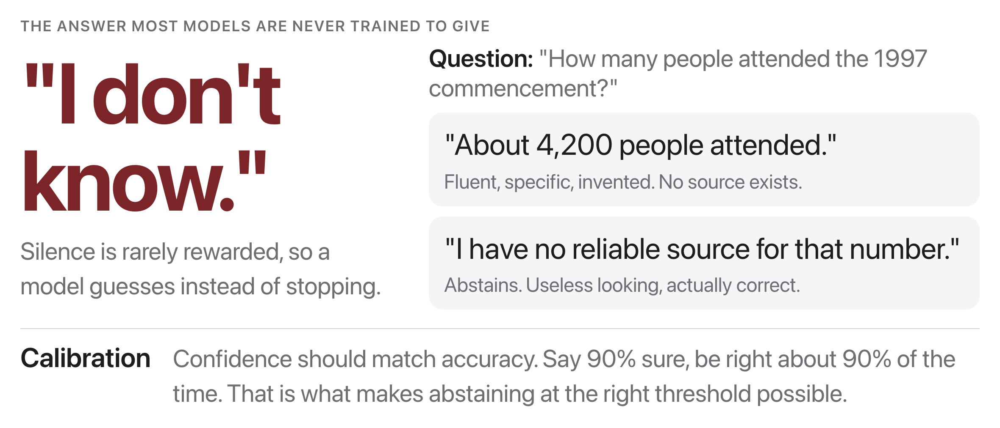 THE ANSWER MOST MODELS ARE NEVER TRAINED TO GIVE
"I don't
know."
Silence is rarely rewarded, so a
model guesses instead of stopping.
Question: "How many people attended the 1997
commencement?"
"About 4,200 people attended."
Fluent, specific, invented. No source exists.
"I have no reliable source for that number."
Abstains. Useless looking, actually correct.
Calibration
Confidence should match accuracy. Say 90% sure, be right about 90% of the
time. That is what makes abstaining at the right threshold possible.